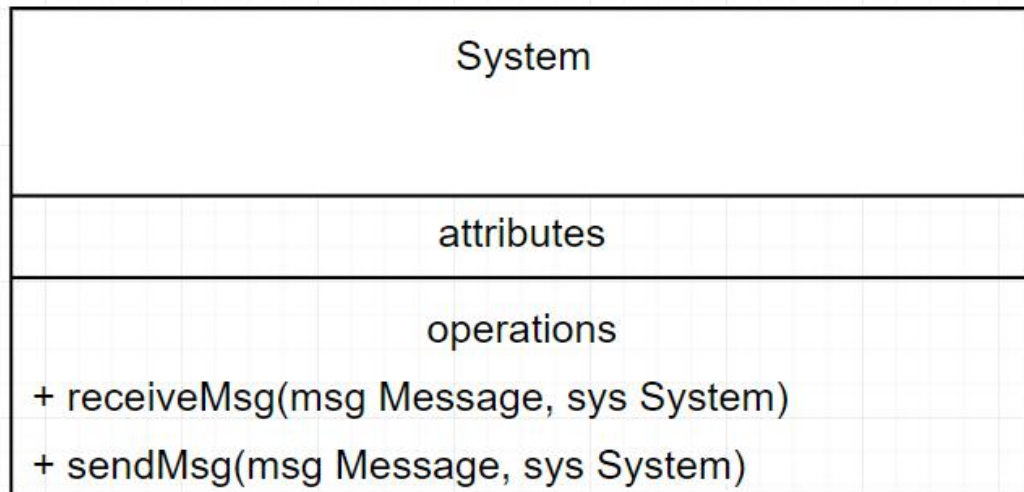 System
attributes
operations
+ receiveMsg(msg Message, sys System)
+ sendMsg(msg Message, sys System)